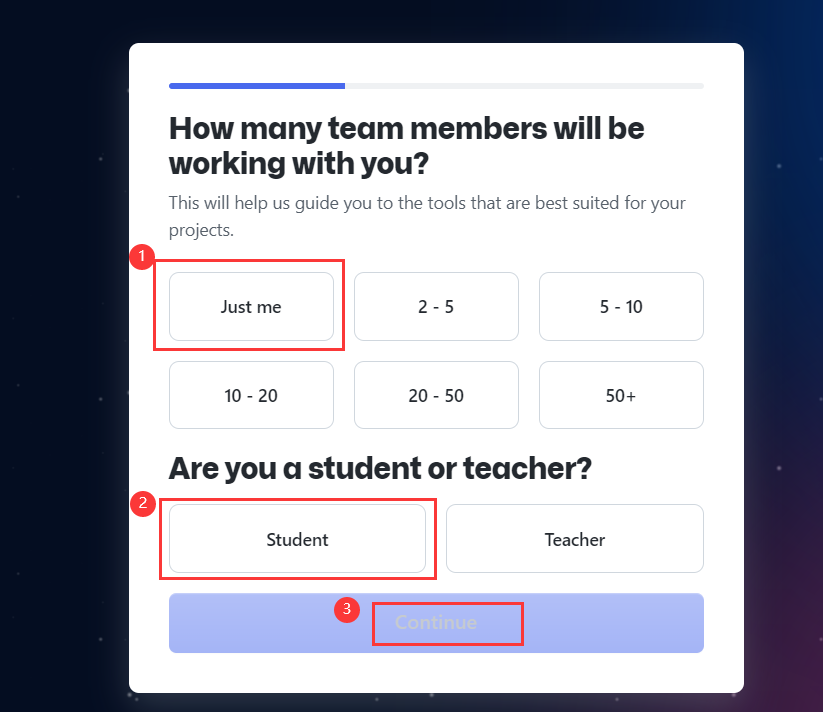 How many team members will be
working with you?
This will help us guide you to the tools that are best suited for your
projects.
1
Just me
2 - 5
5 - 10
10 - 20
20 - 50
50+
Are you a student or teacher?
2
Student
Teacher
3
Continue